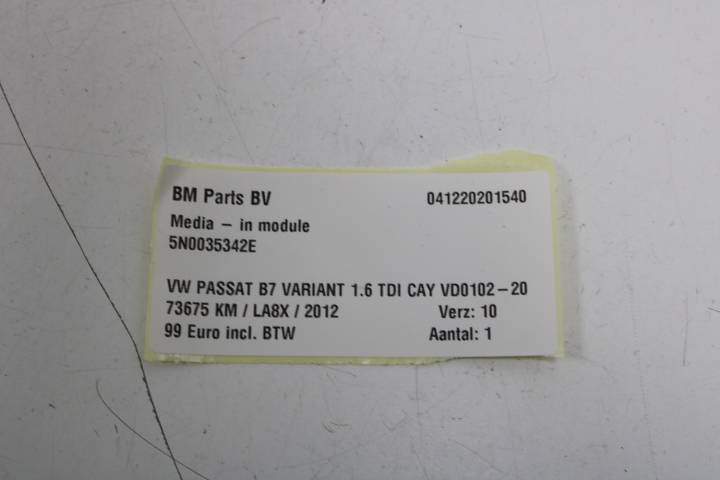 BM Parts BV 041220201540
Media – in module
5N0035342E
VW PASSAT B7 VARIANT 1.6 TDI CAY VD0102-20
73675 KM / LA8X / 2012 Verz: 10
99 Euro incl. BTW Aantal: 1